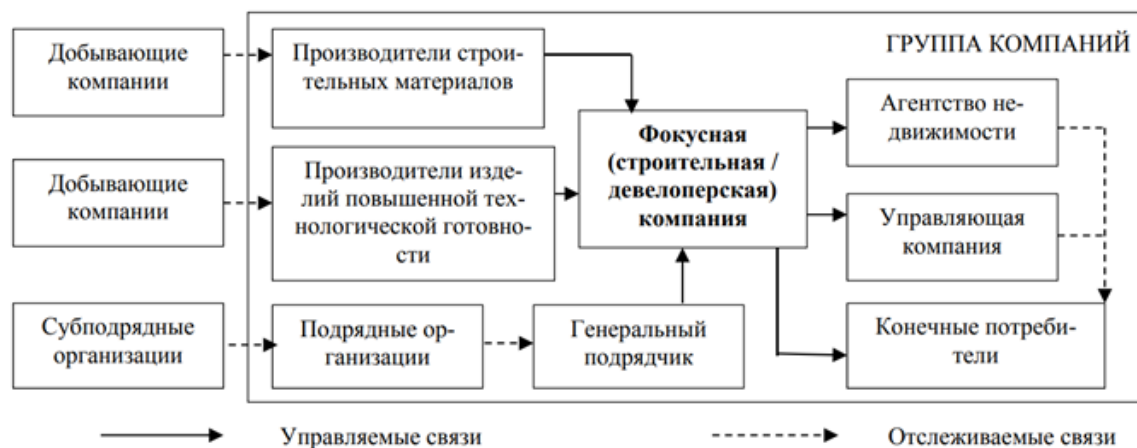 ГРУППА КОМПАНИЙ
Добывающие
компании
Производители строи-
тельных материалов
Агентство не-
движимости
Фокусная
(строительная /
девелоперская)
компания
Добывающие
компании
Производители изде-
лий повышенной тех-
нологической готовно-
сти
Управляющая
компания
Субподрядные
организации
Подрядные ор-
ганизации
Генеральный
подрядчик
Конечные потреби-
тели
Управляемые связи
Отслеживаемые связи